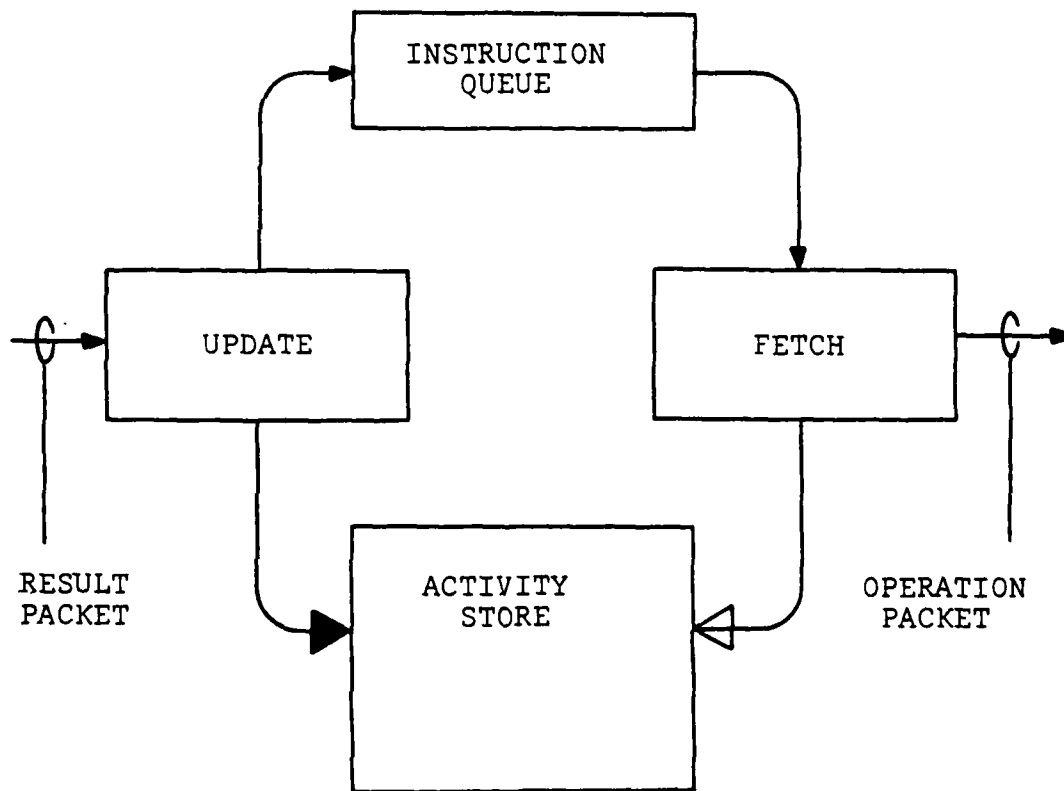 INSTRUCTION
QUEUE
UPDATE
FETCH
RESULT
PACKET
ACTIVITY
STORE
OPERATION
PACKET